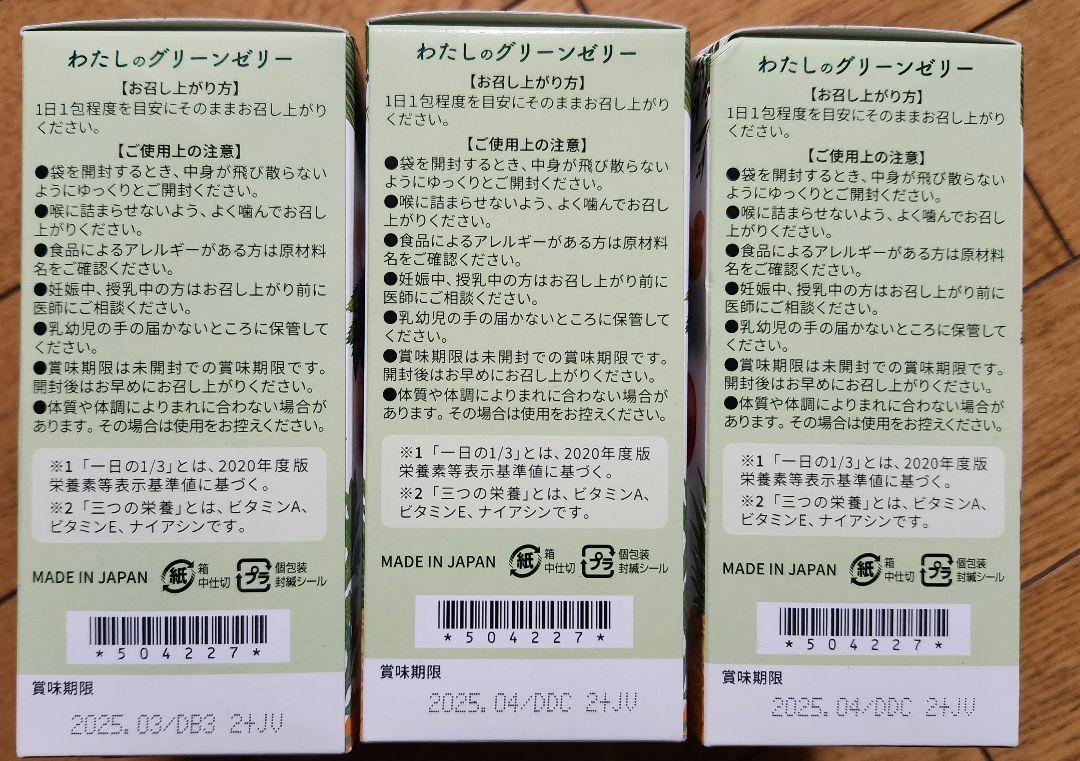 わたしのグリーンゼリー
【お召し上がり方】
1日1包程度を目安にそのままお召し上がり
ください。
【ご使用上の注意】
●袋を開封するとき、中身が飛び散らない
ようにゆっくりとご開封ください。
●喉に詰まらせないよう、よく噛んでお召し
上がりください。
●食品によるアレルギーがある方は原材料
名をご確認ください。
●妊娠中、授乳中の方はお召し上がり前に
医師にご相談ください。
●乳幼児の手の届かないところに保管して
ください。
●賞味期限は未開封での賞味期限です。
開封後はお早めにお召し上がりください。
●体質や体調によりまれに合わない場合が
あります。その場合は使用をお控えください。
※1「一日の1/3」とは、2020年度版
栄養素等表示基準値に基づく。
※2「三つの栄養」とは、ビタミンA、
ビタミンE、ナイアシンです。
MADE IN JAPAN 紙 箱 プラ 個包装
中仕切 封緘シール
*504227*
賞味期限
2025.03/DB3 2+JV
わたしのグリーンゼリー
【お召し上がり方】
1日1包程度を目安にそのままお召し上がり
ください。
【ご使用上の注意】
●袋を開封するとき、中身が飛び散らない
ようにゆっくりとご開封ください。
●喉に詰まらせないよう、よく噛んでお召し
上がりください。
●食品によるアレルギーがある方は原材料
名をご確認ください。
●妊娠中、授乳中の方はお召し上がり前に
医師にご相談ください。
●乳幼児の手の届かないところに保管して
ください。
●賞味期限は未開封での賞味期限です。
開封後はお早めにお召し上がりください。
●体質や体調によりまれに合わない場合が
あります。その場合は使用をお控えください。
※1「一日の1/3」とは、2020年度版
栄養素等表示基準値に基づく。
※2「三つの栄養」とは、ビタミンA、
ビタミンE、ナイアシンです。
MADE IN JAPAN 紙 箱 プラ 個包装
中仕切 封緘シール
*504227*
賞味期限
2025.04/DDC 2+JV
わたしのグリーンゼリー
【お召し上がり方】
1日1包程度を目安にそのままお召し上がり
ください。
【ご使用上の注意】
●袋を開封するとき、中身が飛び散らない
ようにゆっくりとご開封ください。
●喉に詰まらせないよう、よく噛んでお召し
上がりください。
●食品によるアレルギーがある方は原材料
名をご確認ください。
●妊娠中、授乳中の方はお召し上がり前に
医師にご相談ください。
●乳幼児の手の届かないところに保管して
ください。
●賞味期限は未開封での賞味期限です。
開封後はお早めにお召し上がりください。
●体質や体調によりまれに合わない場合が
あります。その場合は使用をお控えください。
※1「一日の1/3」とは、2020年度版
栄養素等表示基準値に基づく。
※2「三つの栄養」とは、ビタミンA、
ビタミンE、ナイアシンです。
MADE IN JAPAN 紙 箱 プラ 個包装
中仕切 封緘シール
*504227*
賞味期限
2025.04/DDC 2+JV